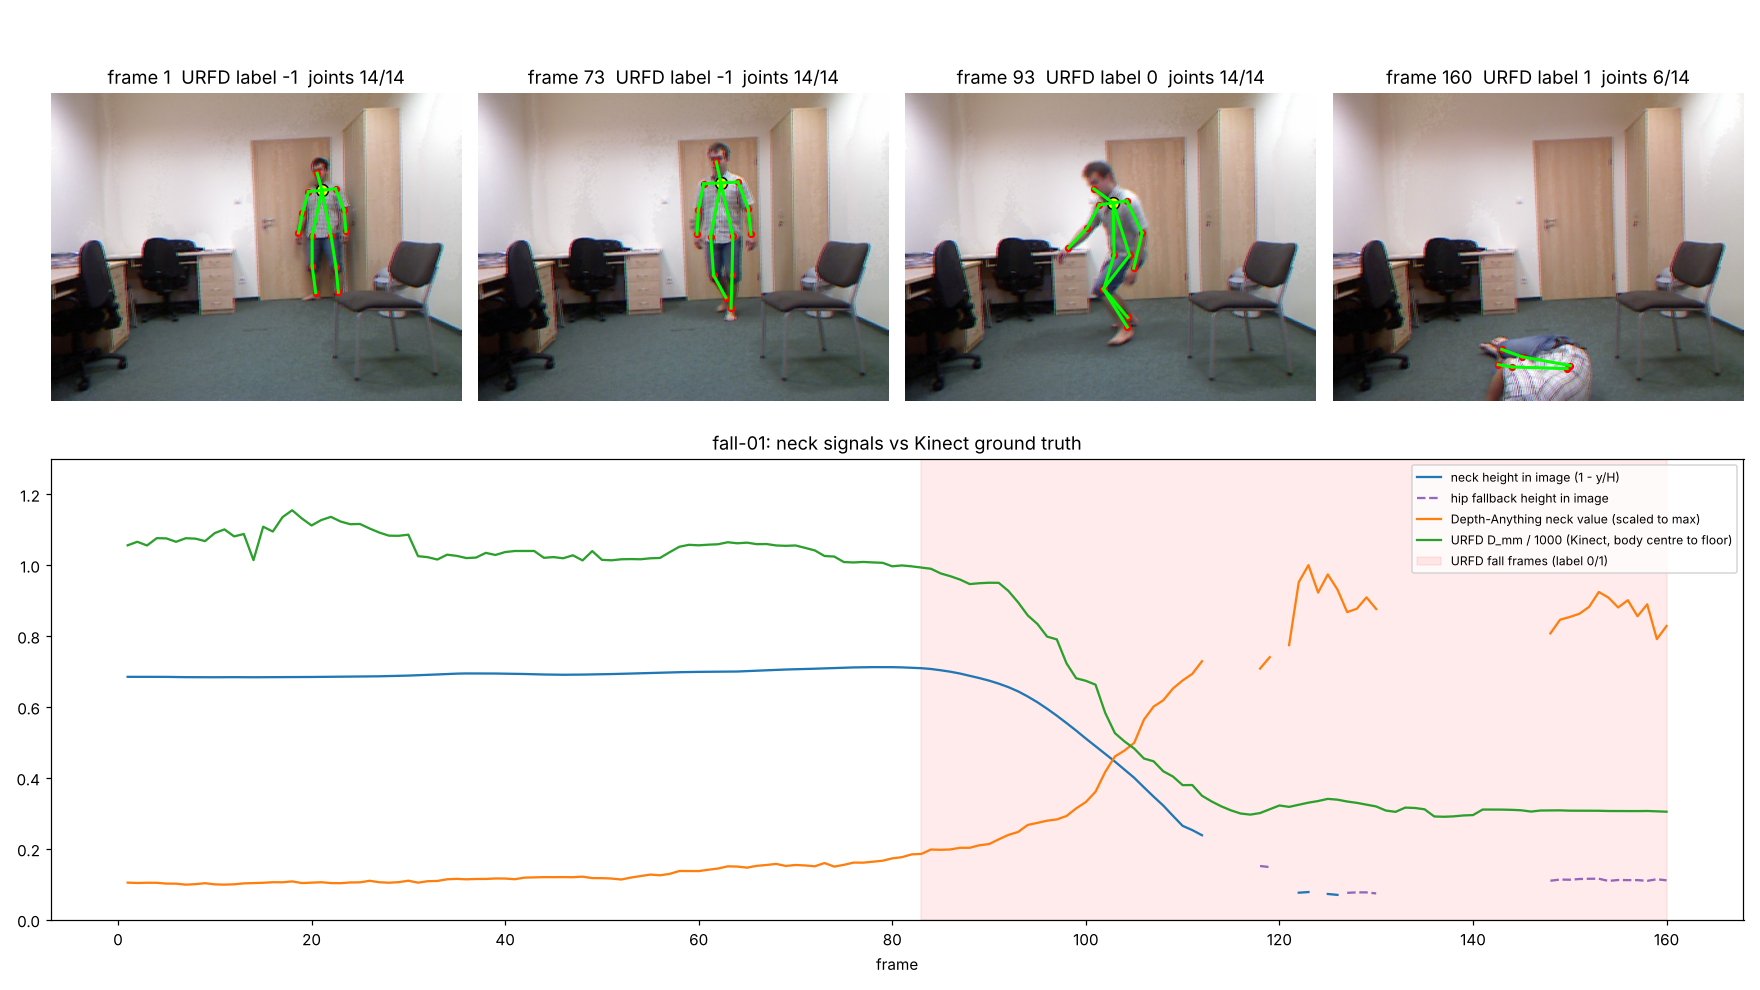 frame 1  URFD label -1  joints 14/14
frame 73  URFD label -1  joints 14/14
frame 93  URFD label 0  joints 14/14
frame 160  URFD label 1  joints 6/14
fall-01: neck signals vs Kinect ground truth
neck height in image (1 - y/H)
hip fallback height in image
Depth-Anything neck value (scaled to max)
URFD D_mm / 1000 (Kinect, body centre to floor)
URFD fall frames (label 0/1)
1.2
1.0
0.8
0.6
0.4
0.2
0.0
0 20 40 60 80 100 120 140 160
frame